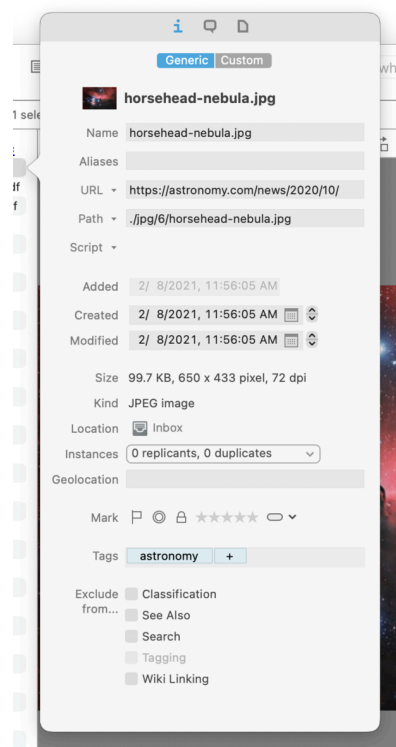 Generic Custom
wh
horsehead-nebula.jpg
1 sele
Name horsehead-nebula.jpg
Aliases
df
URL https://astronomy.com/news/2020/10/
f
Path ./jpg/6/horsehead-nebula.jpg
Script
Added 2/ 8/2021, 11:56:05 AM
Created 2/ 8/2021, 11:56:05 AM
Modified 2/ 8/2021, 11:56:05 AM
Size 99.7 KB, 650 x 433 pixel, 72 dpi
Kind JPEG image
Location Inbox
Instances 0 replicants, 0 duplicates
Geolocation
Mark
Tags astronomy +
Exclude from... Classification
See Also
Search
Tagging
Wiki Linking